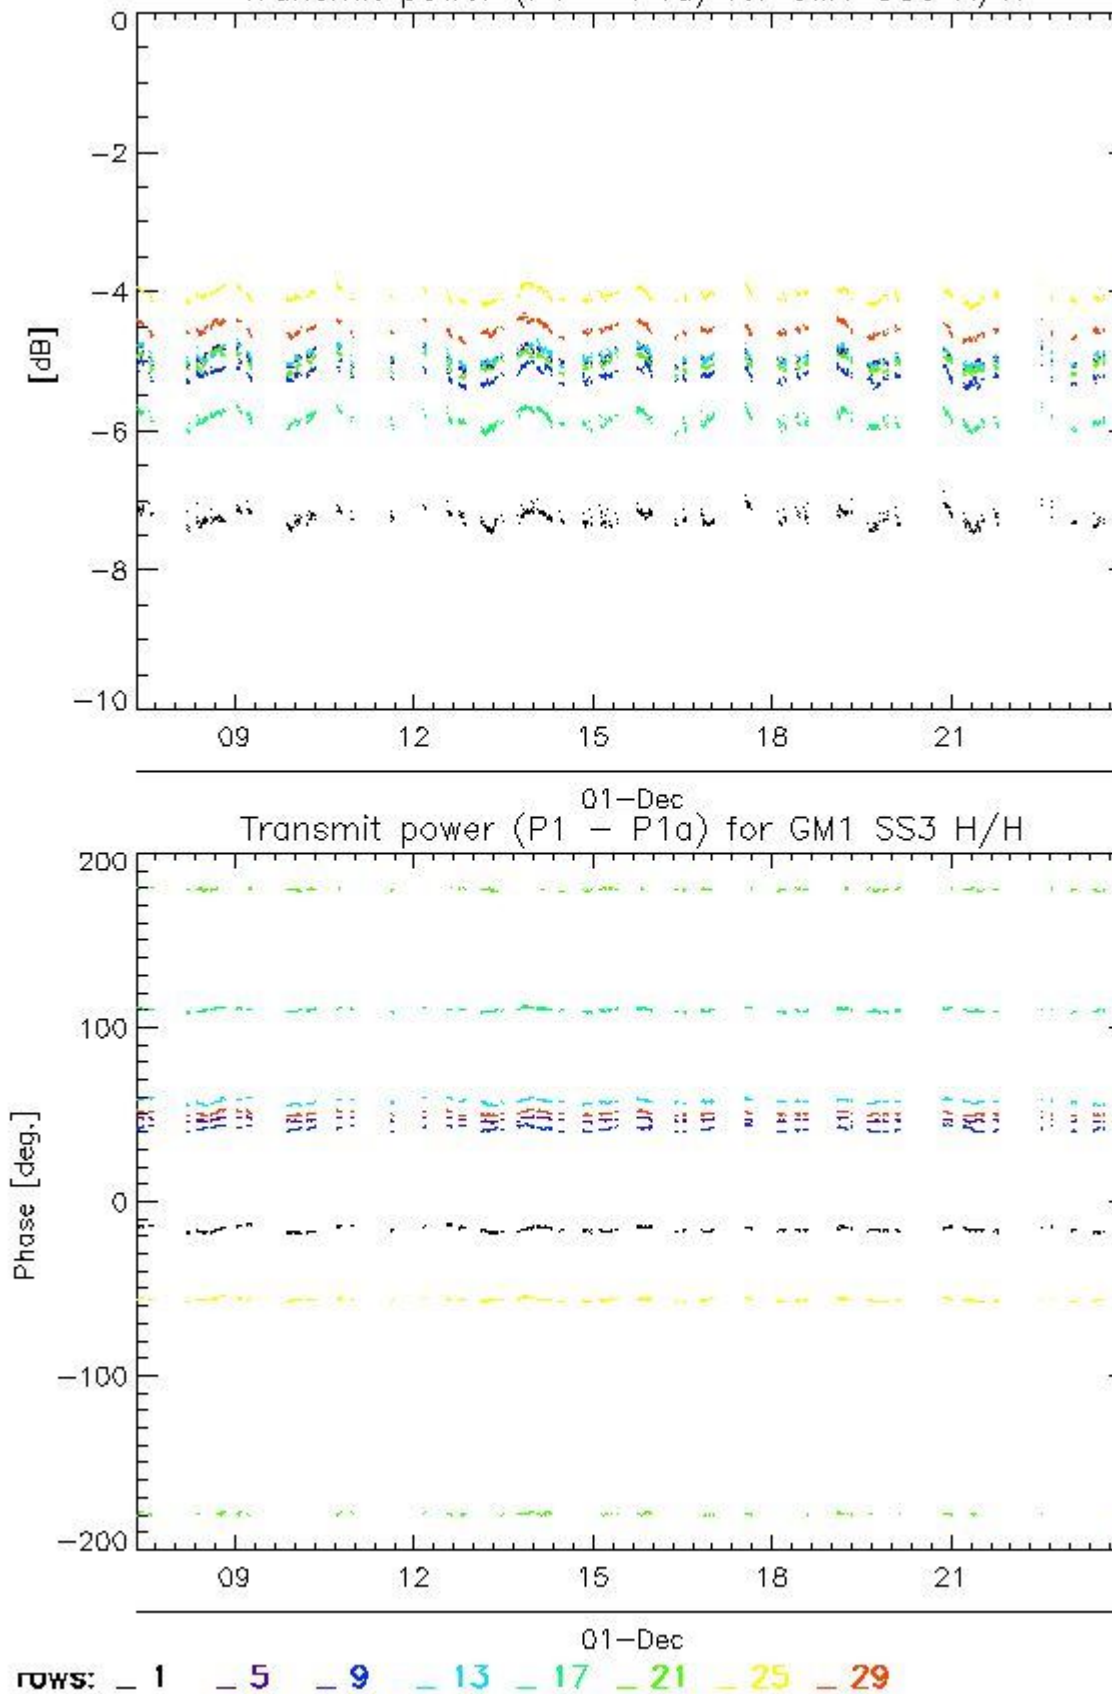 0
−2
−4
[dB]
−6
−8
−10
09 12 15 18 21
01−Dec
Transmit power (P1 − P1a) for GM1 SS3 H/H
200
100
Phase [deg.]
0
−100
−200
09 12 15 18 21
01−Dec
rows: _ 1 _ 5 _ 9 _ 13 _ 17 _ 21 _ 25 _ 29